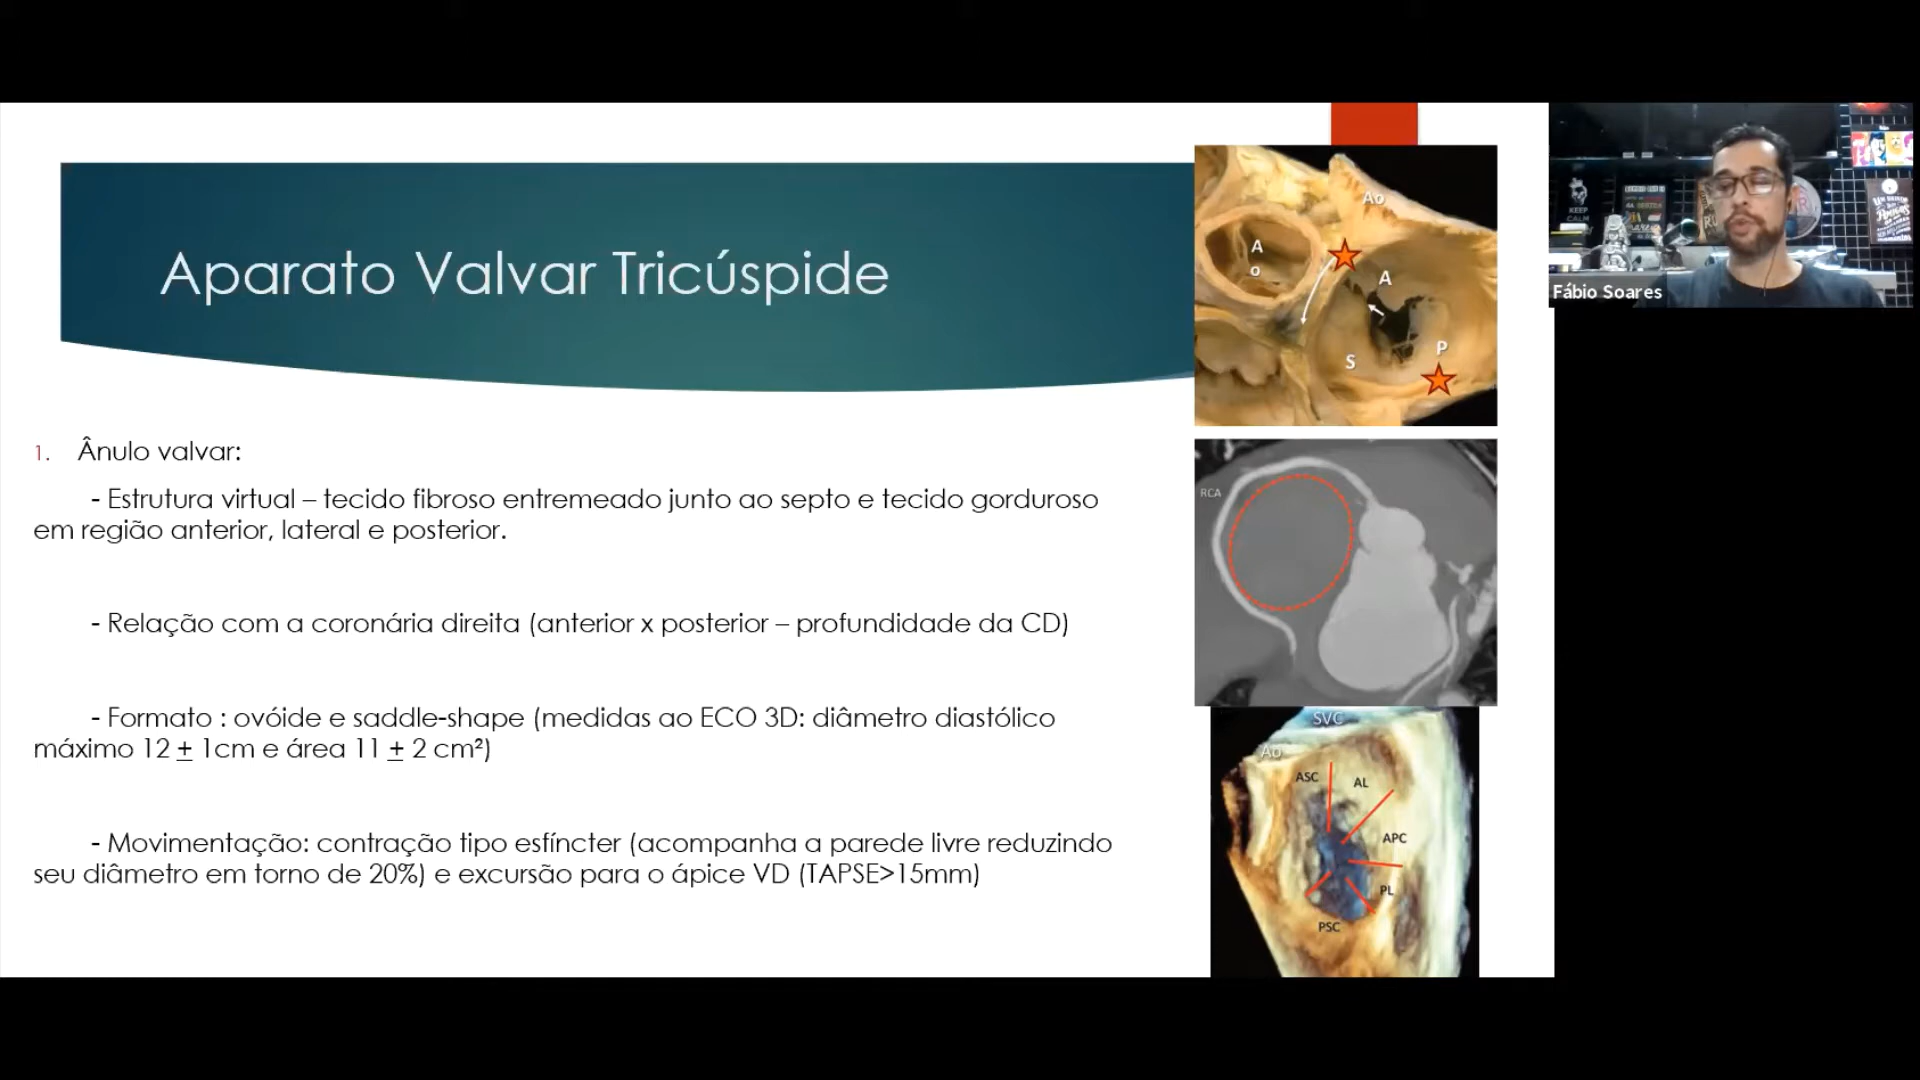 Aparato Valvar Tricúspide
1. Ânulo valvar:
- Estrutura virtual – tecido fibroso entremeado junto ao septo e tecido gorduroso
em região anterior, lateral e posterior.
- Relação com a coronária direita (anterior x posterior – profundidade da CD)
- Formato : ovóide e saddle-shape (medidas ao ECO 3D: diâmetro diastólico
máximo 12 ± 1cm e área 11 ± 2 cm²)
- Movimentação: contração tipo esfíncter (acompanha a parede livre reduzindo
seu diâmetro em torno de 20%) e excursão para o ápice VD (TAPSE>15mm)
Ao
A
o
A
S
P
RCA
SVC
Ao
ASC
AL
APC
PL
PSC
KEEP
CALM
Fábio Soares